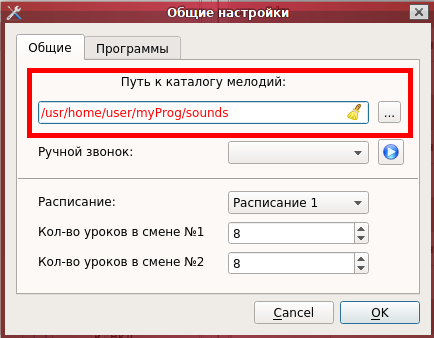 Общие настройки
Общие Программы
Путь к каталогу мелодий:
/usr/home/user/myProg/sounds ...
Ручной звонок:
Расписание: Расписание 1
Кол-во уроков в смене №1 8
Кол-во уроков в смене №2 8
Cancel OK